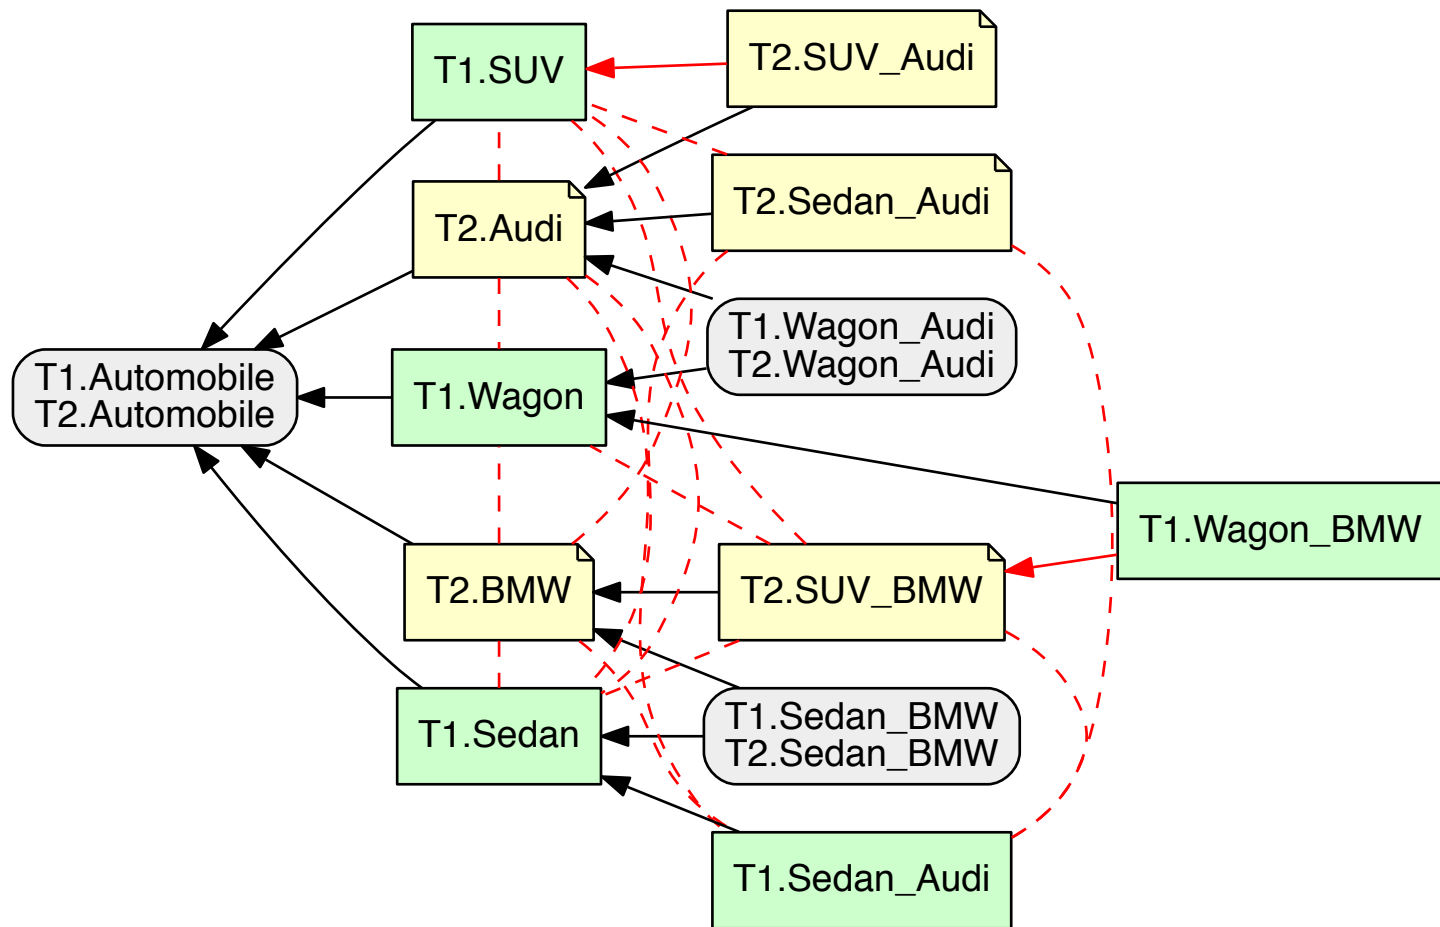 T1.SUV
T2.SUV_Audi
T2.Sedan_Audi
T2.Audi
T1.Wagon_Audi
T2.Wagon_Audi
T1.Automobile
T2.Automobile
T1.Wagon
T1.Wagon_BMW
T2.BMW
T2.SUV_BMW
T1.Sedan
T1.Sedan_BMW
T2.Sedan_BMW
T1.Sedan_Audi